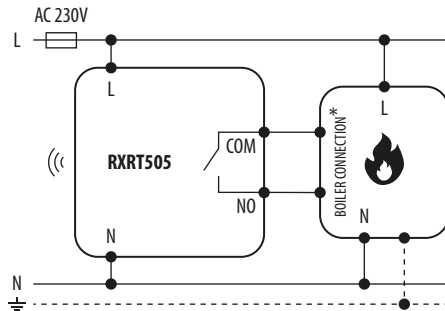 AC 230V
L
L
L
RXRT505
COM
NO
BOILER CONNECTION*
N
N
N